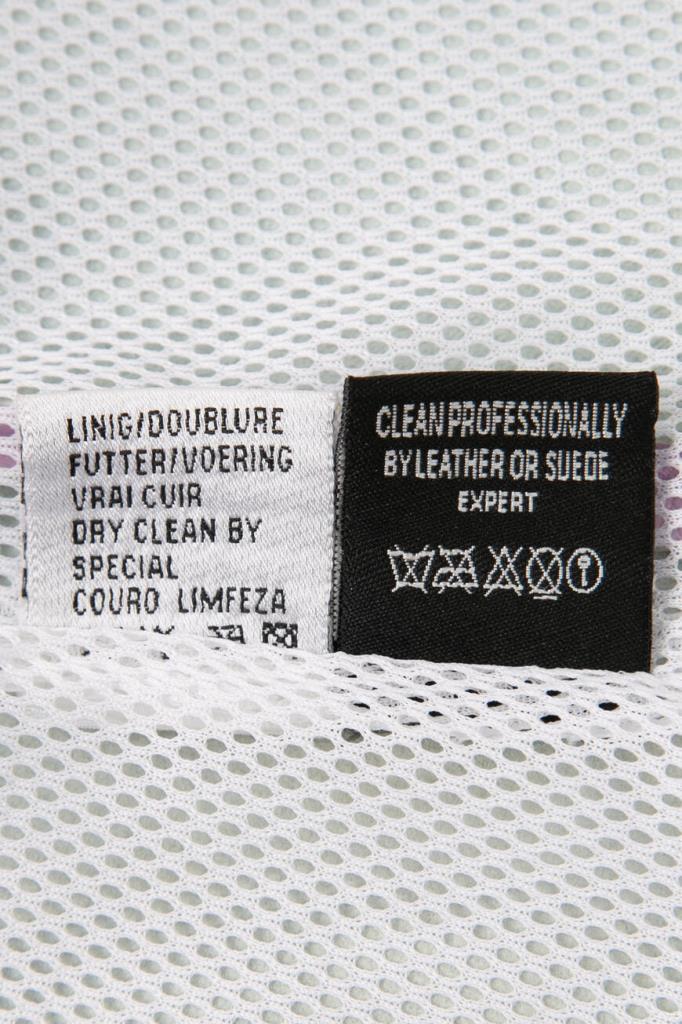 LINIG/DOUBLURE
FUTTER/VOERING
VRAI CUIR
DRY CLEAN BY
SPECIAL
COURO LIMFEZA
CLEAN PROFESSIONALLY
BY LEATHER OR SUEDE
EXPERT